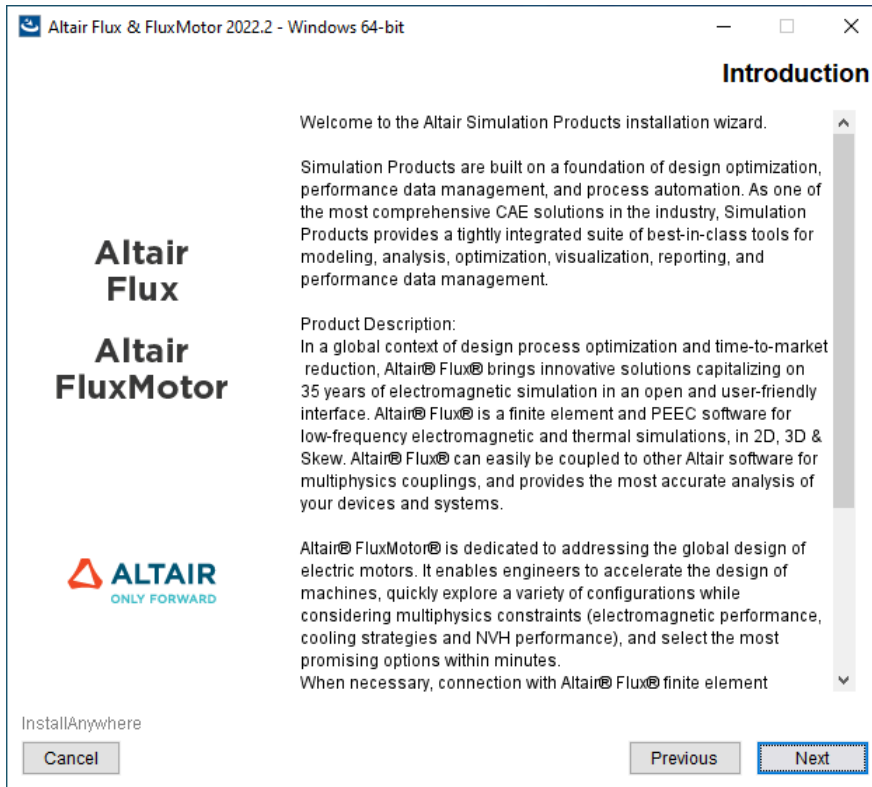 Altair Flux & FluxMotor 2022.2 - Windows 64-bit
Introduction
Altair
Flux
Altair
FluxMotor
ALTAIR
ONLY FORWARD
Welcome to the Altair Simulation Products installation wizard.
Simulation Products are built on a foundation of design optimization,
performance data management, and process automation. As one of
the most comprehensive CAE solutions in the industry, Simulation
Products provides a tightly integrated suite of best-in-class tools for
modeling, analysis, optimization, visualization, reporting, and
performance data management.
Product Description:
In a global context of design process optimization and time-to-market
reduction, Altair® Flux® brings innovative solutions capitalizing on
35 years of electromagnetic simulation in an open and user-friendly
interface. Altair® Flux® is a finite element and PEEC software for
low-frequency electromagnetic and thermal simulations, in 2D, 3D &
Skew. Altair® Flux® can easily be coupled to other Altair software for
multiphysics couplings, and provides the most accurate analysis of
your devices and systems.
Altair® FluxMotor® is dedicated to addressing the global design of
electric motors. It enables engineers to accelerate the design of
machines, quickly explore a variety of configurations while
considering multiphysics constraints (electromagnetic performance,
cooling strategies and NVH performance), and select the most
promising options within minutes.
When necessary, connection with Altair® Flux® finite element
InstallAnywhere
Cancel
Previous
Next